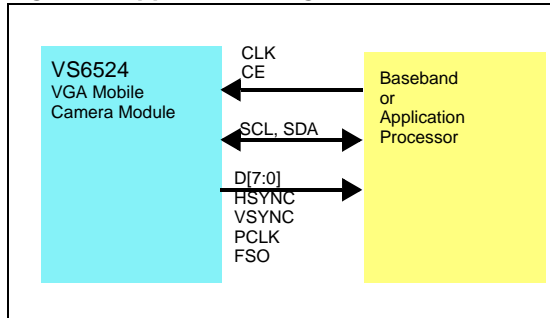 VS6524
VGA Mobile
Camera Module
CLK
CE
SCL, SDA
D[7:0]
HSYNC
VSYNC
PCLK
FSO
Baseband
or
Application
Processor